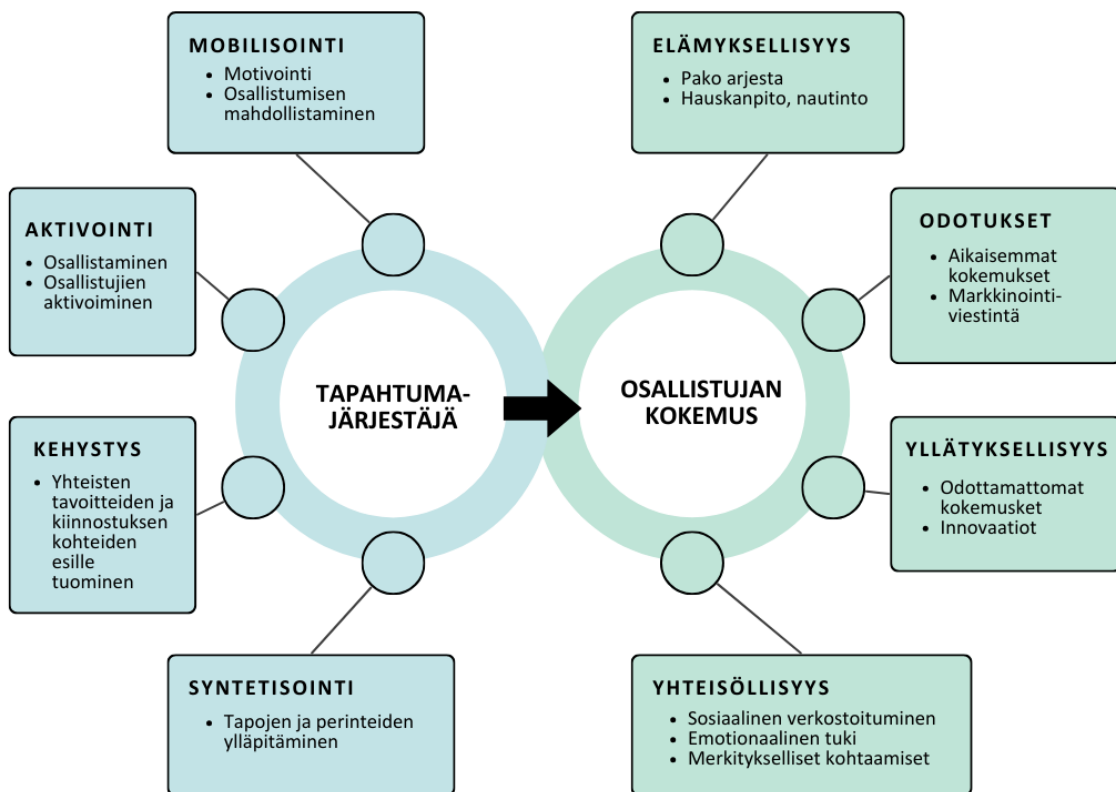 MOBILISOINTI
• Motivointi
• Osallistumisen
mahdollistaminen
AKTIVOINTI
• Osallistaminen
• Osallistujien
aktivoiminen
KEHYSTYS
• Yhteisten
tavoitteiden ja
kiinnostuksen
kohteiden
esille
tuominen
SYNTETISOINTI
• Tapojen ja perinteiden
ylläpitäminen
TAPAHTUMA-
JÄRJESTÄJÄ
OSALLISTUJAN
KOKEMUS
ELÄMYKSELLISYYS
• Pako arjesta
• Hauskanpito, nautinto
ODOTUKSET
• Aikaisemmat
kokemukset
• Markkinointi-
viestintä
YLLÄTYKSELLISYYS
• Odottamattomat
kokemusket
• Innovaatiot
YHTEISÖLLISYYS
• Sosiaalinen verkostoituminen
• Emotionaalinen tuki
• Merkitykselliset kohtaamiset